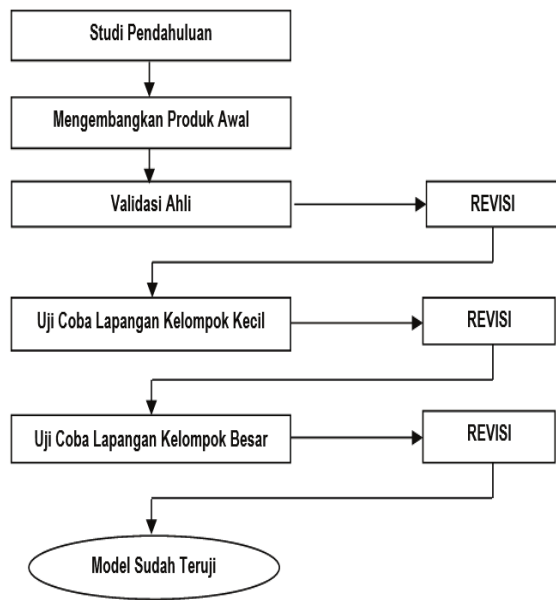 Studi Pendahuluan
Mengembangkan Produk Awal
Validasi Ahli
REVISI
Uji Coba Lapangan Kelompok Kecil
REVISI
Uji Coba Lapangan Kelompok Besar
REVISI
Model Sudah Teruji